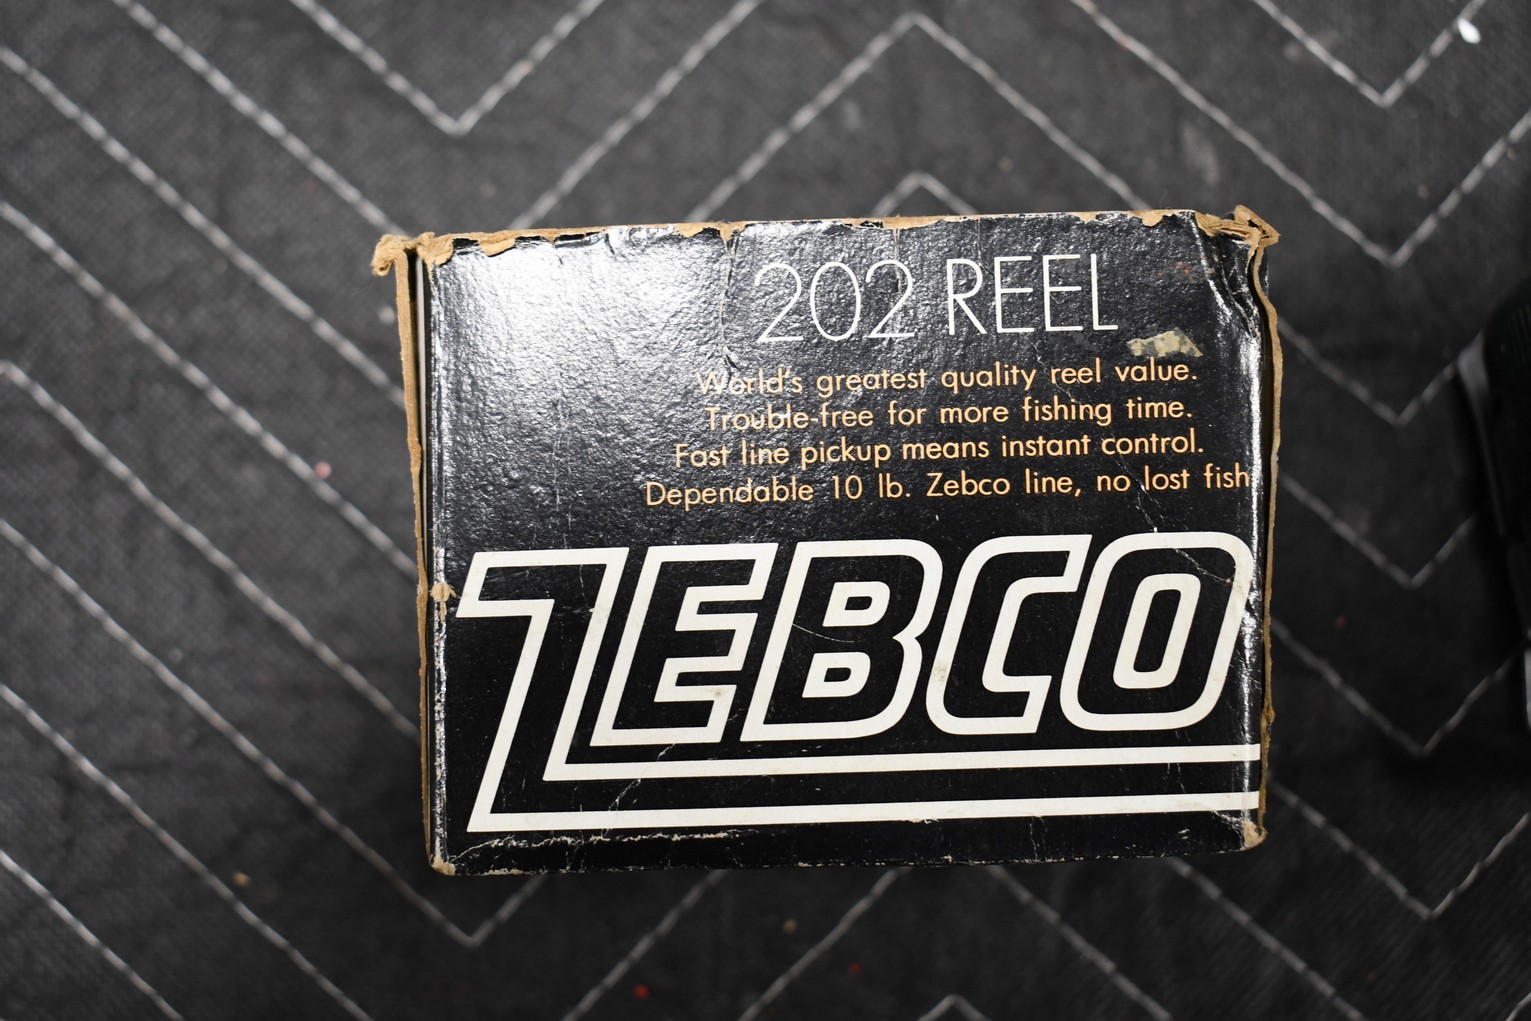 202 REEL
World's greatest quality reel value.
Trouble-free for more fishing time.
Fast line pickup means instant control.
Dependable 10 lb. Zebco line, no lost fish
ZEBCO